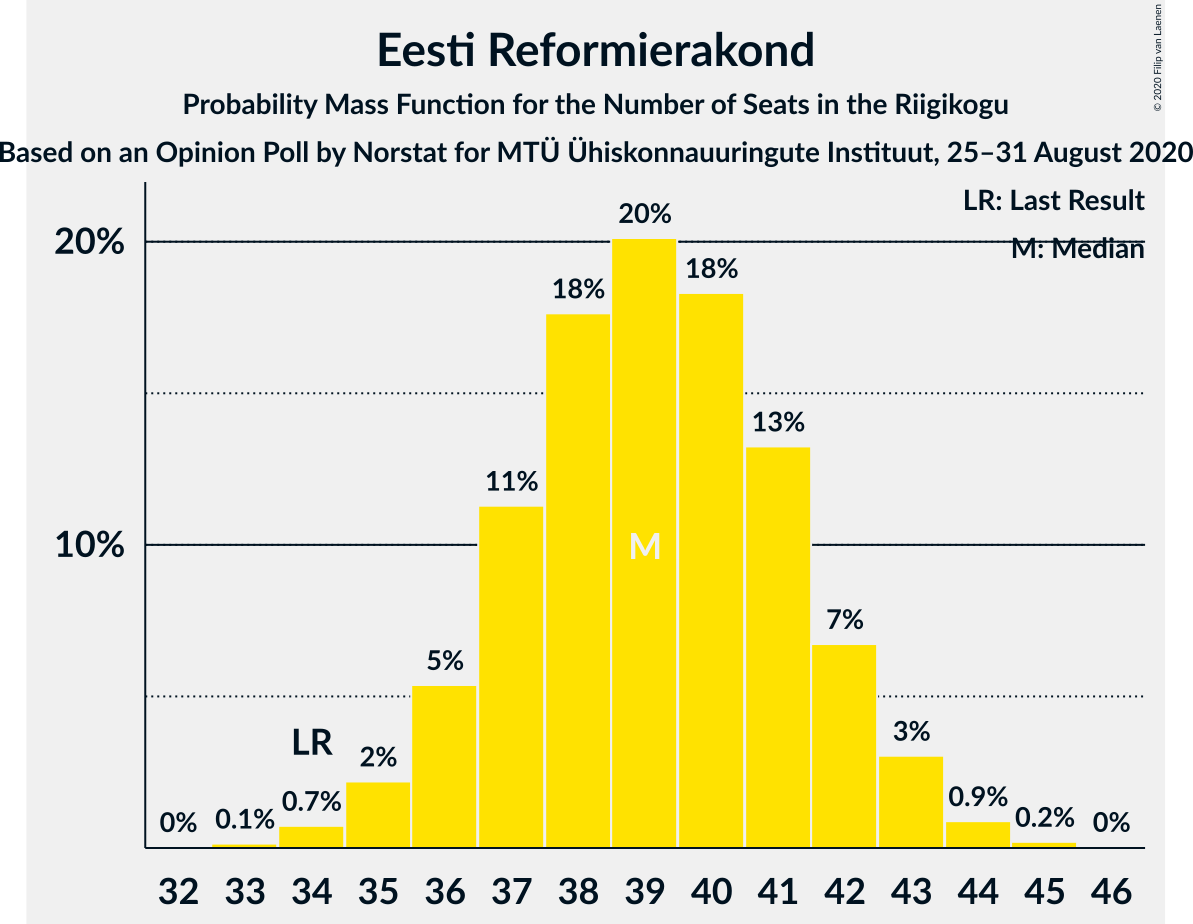 Eesti Reformierakond
Probability Mass Function for the Number of Seats in the Riigikogu
Based on an Opinion Poll by Norstat for MTÜ Ühiskonnauuringute Instituut, 25–31 August 2020
© 2020 Filip van Laenen
LR: Last Result
M: Median
20%
10%
0%
0.1%
0.7%
LR
2%
5%
11%
18%
20%
M
18%
13%
7%
3%
0.9%
0.2%
0%
32 33 34 35 36 37 38 39 40 41 42 43 44 45 46